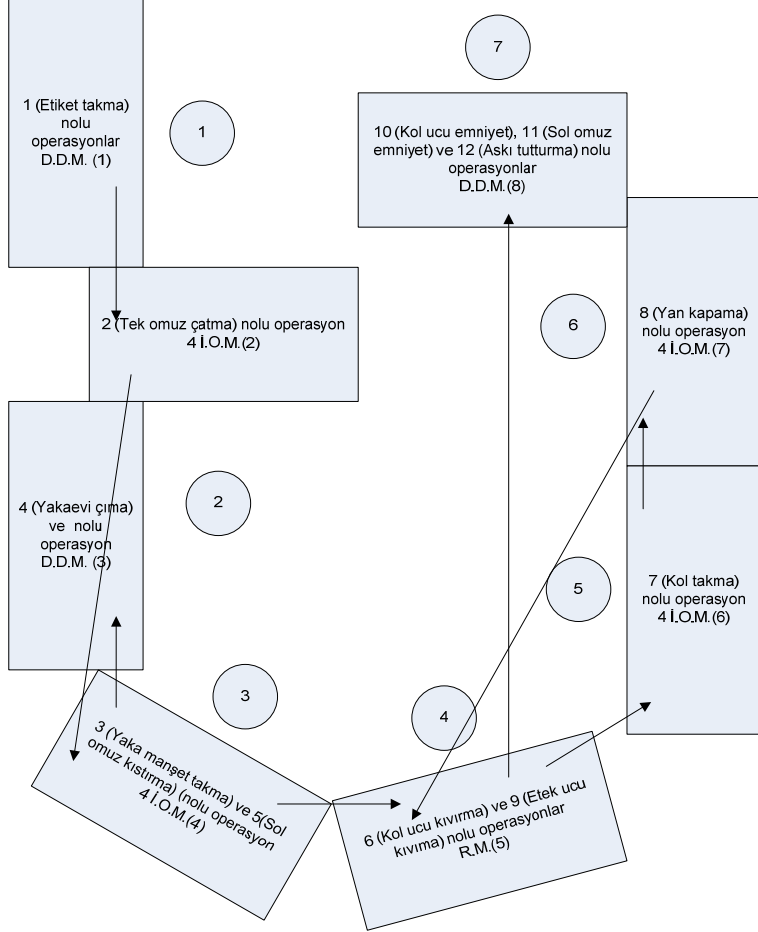 1 (Etiket takma)
nolu
operasyonlar
D.D.M. (1)
1
2 (Tek omuz çatma) nolu operasyon
4 İ.O.M.(2)
2
4 (Yakaevi çıma)
ve nolu
operasyon
D.D.M. (3)
3
3 (Yaka manşet takma) ve 5(Sol
omuz kıstırma) (nolu operasyon
4 İ.O.M.(4)
4
6 (Kol ucu kıvırma) ve 9 (Etek ucu
kıvıma) nolu operasyonlar
R.M.(5)
5
7 (Kol takma)
nolu operasyon
4 İ.O.M.(6)
6
8 (Yan kapama)
nolu operasyon
4 İ.O.M.(7)
7
10 (Kol ucu emniyet), 11 (Sol omuz
emniyet) ve 12 (Askı tutturma) nolu
operasyonlar
D.D.M.(8)